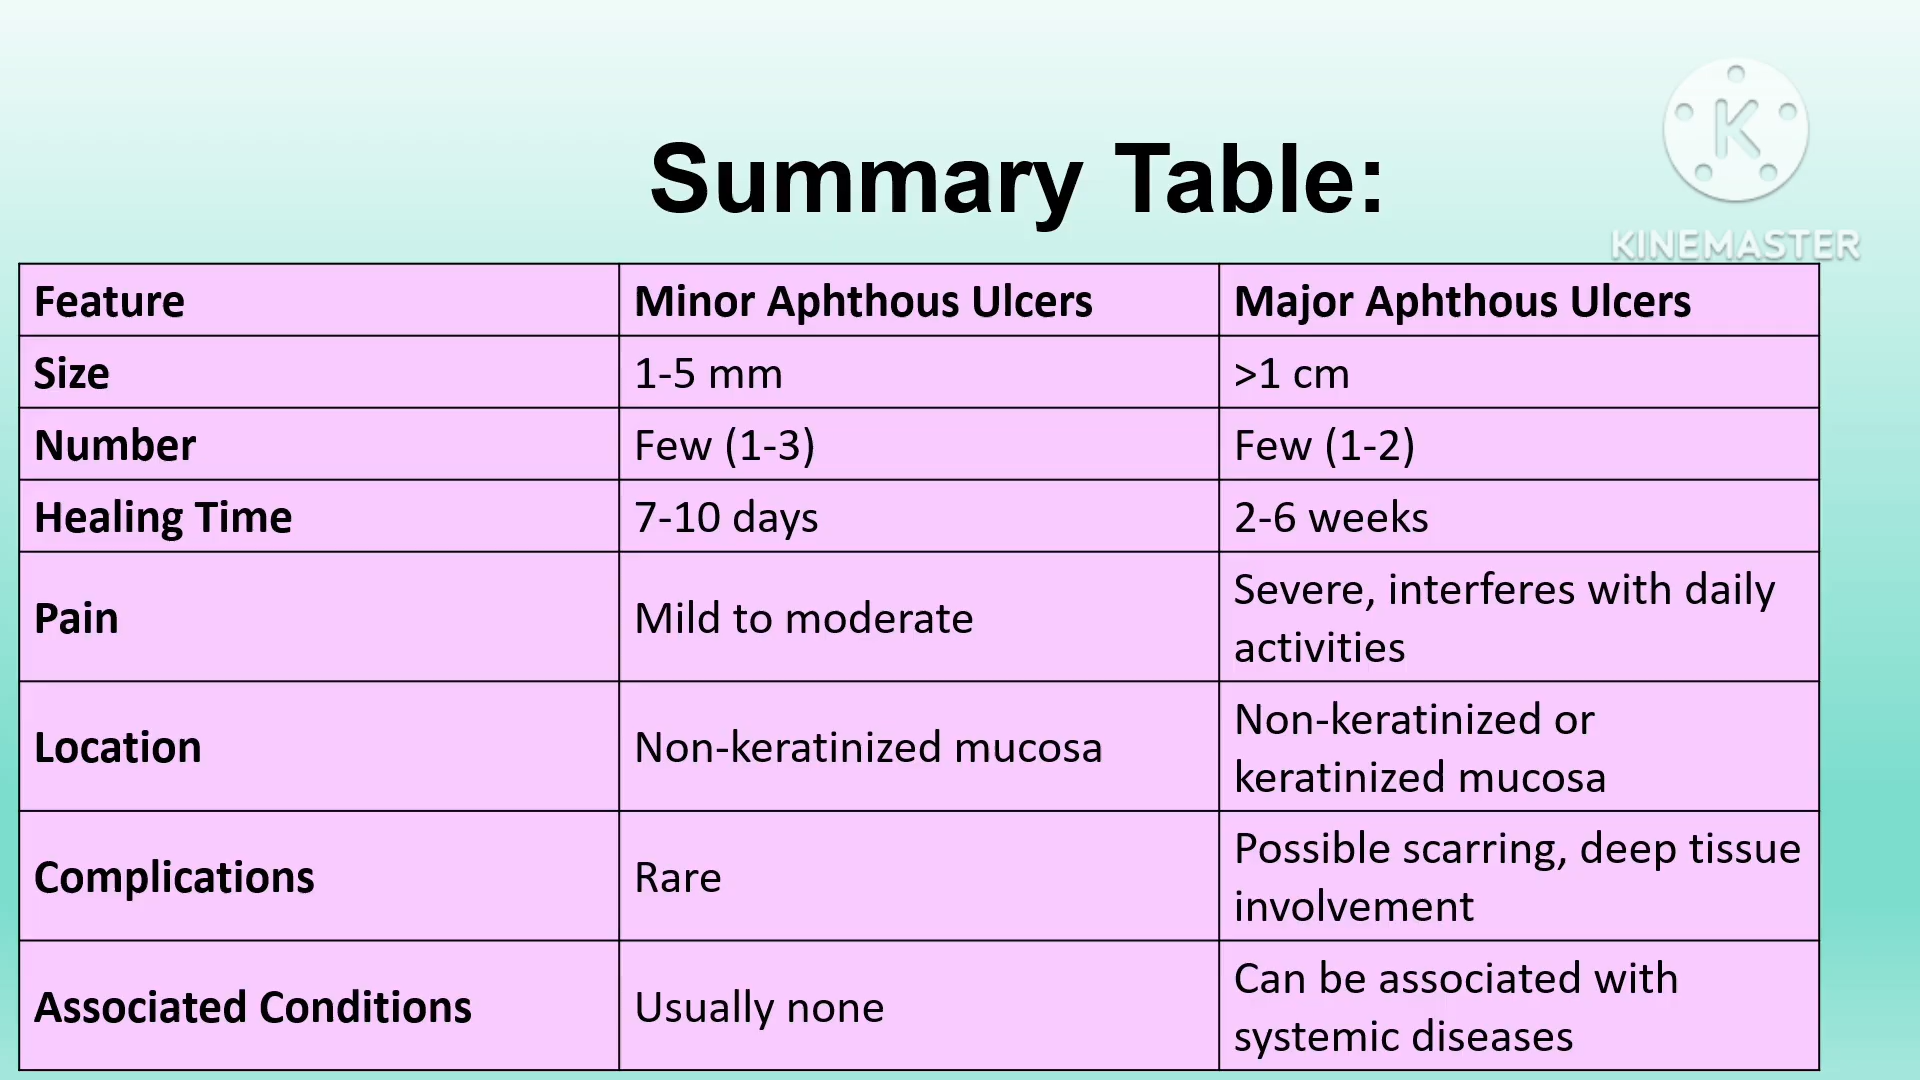 K
KINEMASTER
Summary Table:
Feature Minor Aphthous Ulcers Major Aphthous Ulcers
Size 1-5 mm >1 cm
Number Few (1-3) Few (1-2)
Healing Time 7-10 days 2-6 weeks
Pain Mild to moderate Severe, interferes with daily
activities
Location Non-keratinized mucosa Non-keratinized or
keratinized mucosa
Complications Rare Possible scarring, deep tissue
involvement
Associated Conditions Usually none Can be associated with
systemic diseases